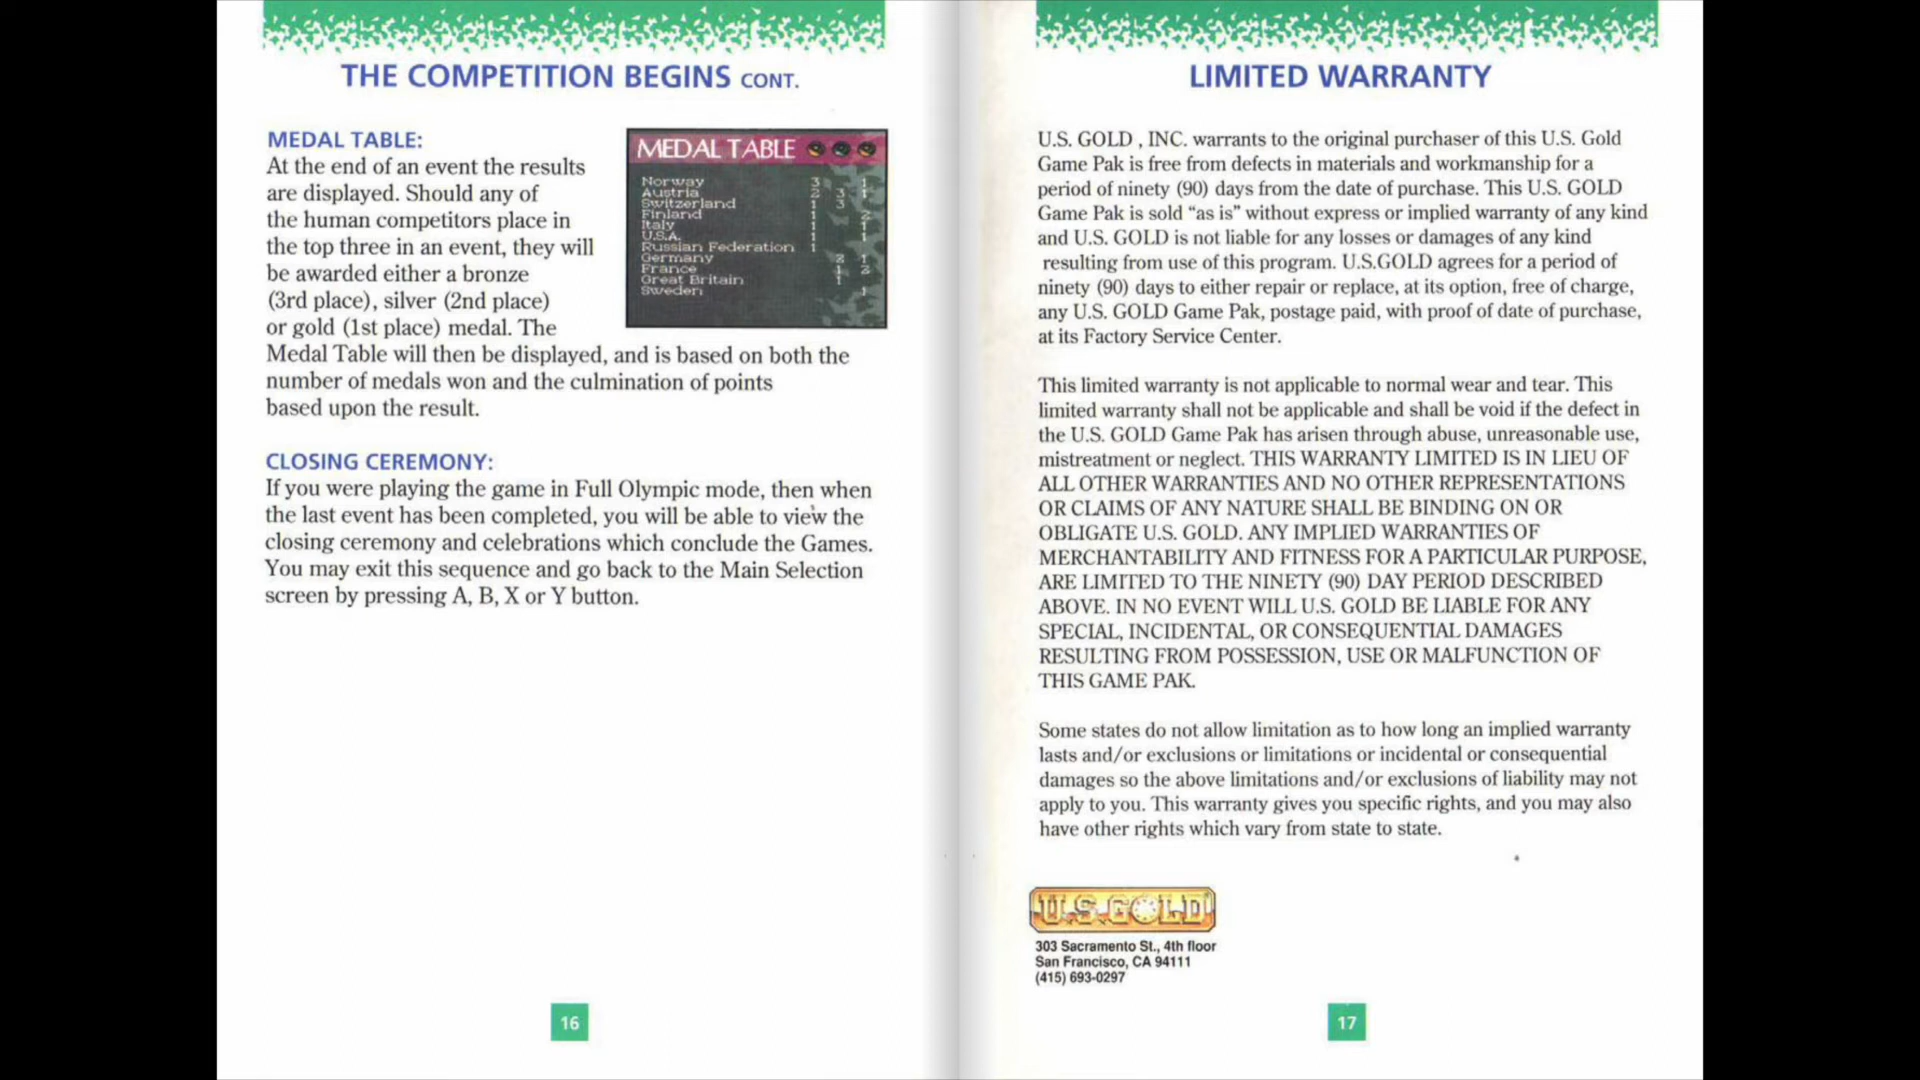 THE COMPETITION BEGINS CONT.
MEDAL TABLE:
At the end of an event the results
are displayed. Should any of
the human competitors place in
the top three in an event, they will
be awarded either a bronze
(3rd place), silver (2nd place)
or gold (1st place) medal. The
Medal Table will then be displayed, and is based on both the
number of medals won and the culmination of points
based upon the result.
MEDAL TABLE
Norway 3 1
Austria 2 3 1
Switzerland 1 3
Finland 1 2
Italy 1 1
U.S.A. 1 1
Russian Federation 1
Germany 2 1
France 1 2
Great Britain 1
Sweden 1
CLOSING CEREMONY:
If you were playing the game in Full Olympic mode, then when
the last event has been completed, you will be able to view the
closing ceremony and celebrations which conclude the Games.
You may exit this sequence and go back to the Main Selection
screen by pressing A, B, X or Y button.
16
LIMITED WARRANTY
U.S. GOLD , INC. warrants to the original purchaser of this U.S. Gold
Game Pak is free from defects in materials and workmanship for a
period of ninety (90) days from the date of purchase. This U.S. GOLD
Game Pak is sold “as is” without express or implied warranty of any kind
and U.S. GOLD is not liable for any losses or damages of any kind
resulting from use of this program. U.S.GOLD agrees for a period of
ninety (90) days to either repair or replace, at its option, free of charge,
any U.S. GOLD Game Pak, postage paid, with proof of date of purchase,
at its Factory Service Center.
This limited warranty is not applicable to normal wear and tear. This
limited warranty shall not be applicable and shall be void if the defect in
the U.S. GOLD Game Pak has arisen through abuse, unreasonable use,
mistreatment or neglect. THIS WARRANTY LIMITED IS IN LIEU OF
ALL OTHER WARRANTIES AND NO OTHER REPRESENTATIONS
OR CLAIMS OF ANY NATURE SHALL BE BINDING ON OR
OBLIGATE U.S. GOLD. ANY IMPLIED WARRANTIES OF
MERCHANTABILITY AND FITNESS FOR A PARTICULAR PURPOSE,
ARE LIMITED TO THE NINETY (90) DAY PERIOD DESCRIBED
ABOVE. IN NO EVENT WILL U.S. GOLD BE LIABLE FOR ANY
SPECIAL, INCIDENTAL, OR CONSEQUENTIAL DAMAGES
RESULTING FROM POSSESSION, USE OR MALFUNCTION OF
THIS GAME PAK.
Some states do not allow limitation as to how long an implied warranty
lasts and/or exclusions or limitations or incidental or consequential
damages so the above limitations and/or exclusions of liability may not
apply to you. This warranty gives you specific rights, and you may also
have other rights which vary from state to state.
U.S. GOLD
303 Sacramento St., 4th floor
San Francisco, CA 94111
(415) 693-0297
17